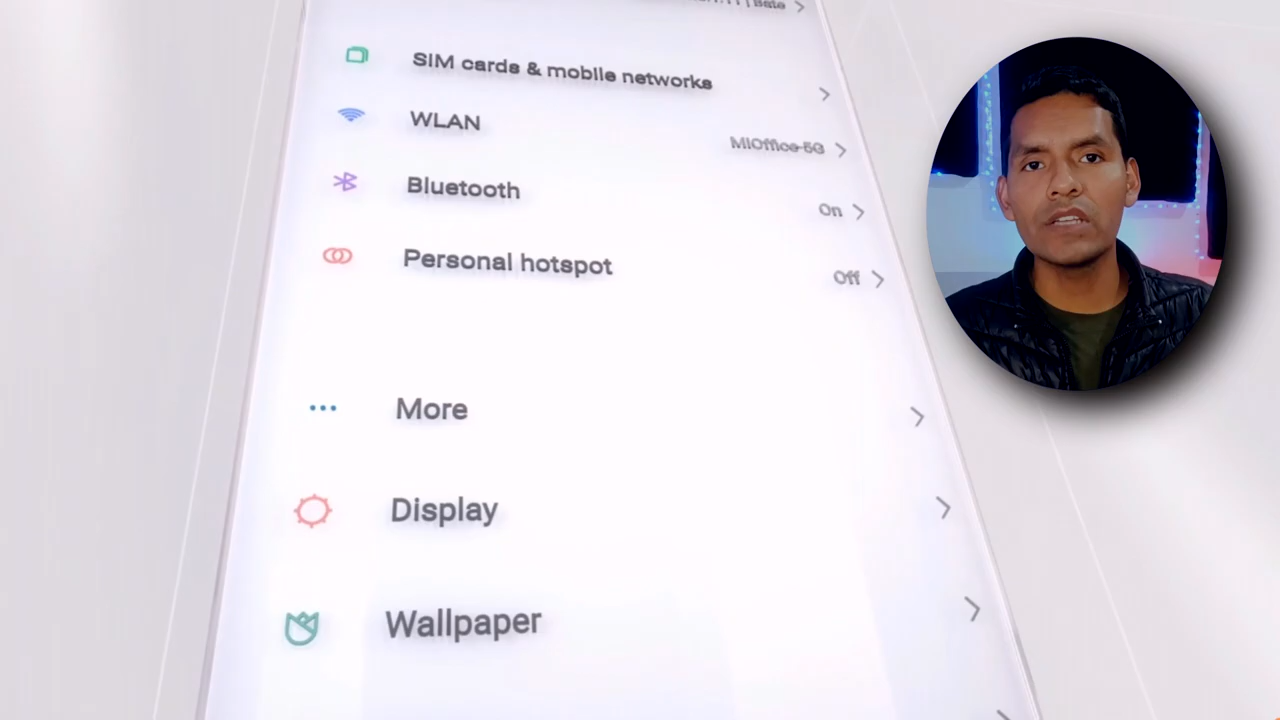 SIM cards & mobile networks
WLAN
MIOffice-5G
Bluetooth
On
Personal hotspot
Off
More
Display
Wallpaper